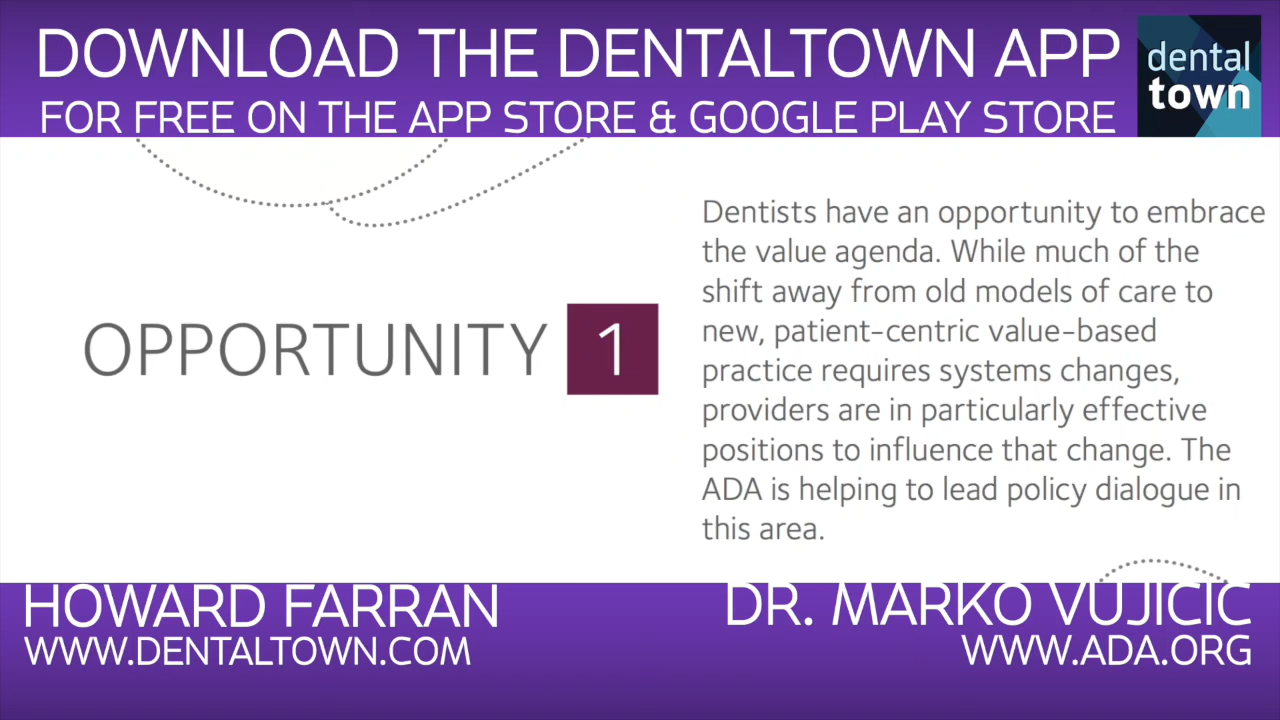 DOWNLOAD THE DENTALTOWN APP
FOR FREE ON THE APP STORE & GOOGLE PLAY STORE
dental
town
OPPORTUNITY 1
Dentists have an opportunity to embrace
the value agenda. While much of the
shift away from old models of care to
new, patient-centric value-based
practice requires systems changes,
providers are in particularly effective
positions to influence that change. The
ADA is helping to lead policy dialogue in
this area.
HOWARD FARRAN
WWW.DENTALTOWN.COM
DR. MARKO VUJICIC
WWW.ADA.ORG